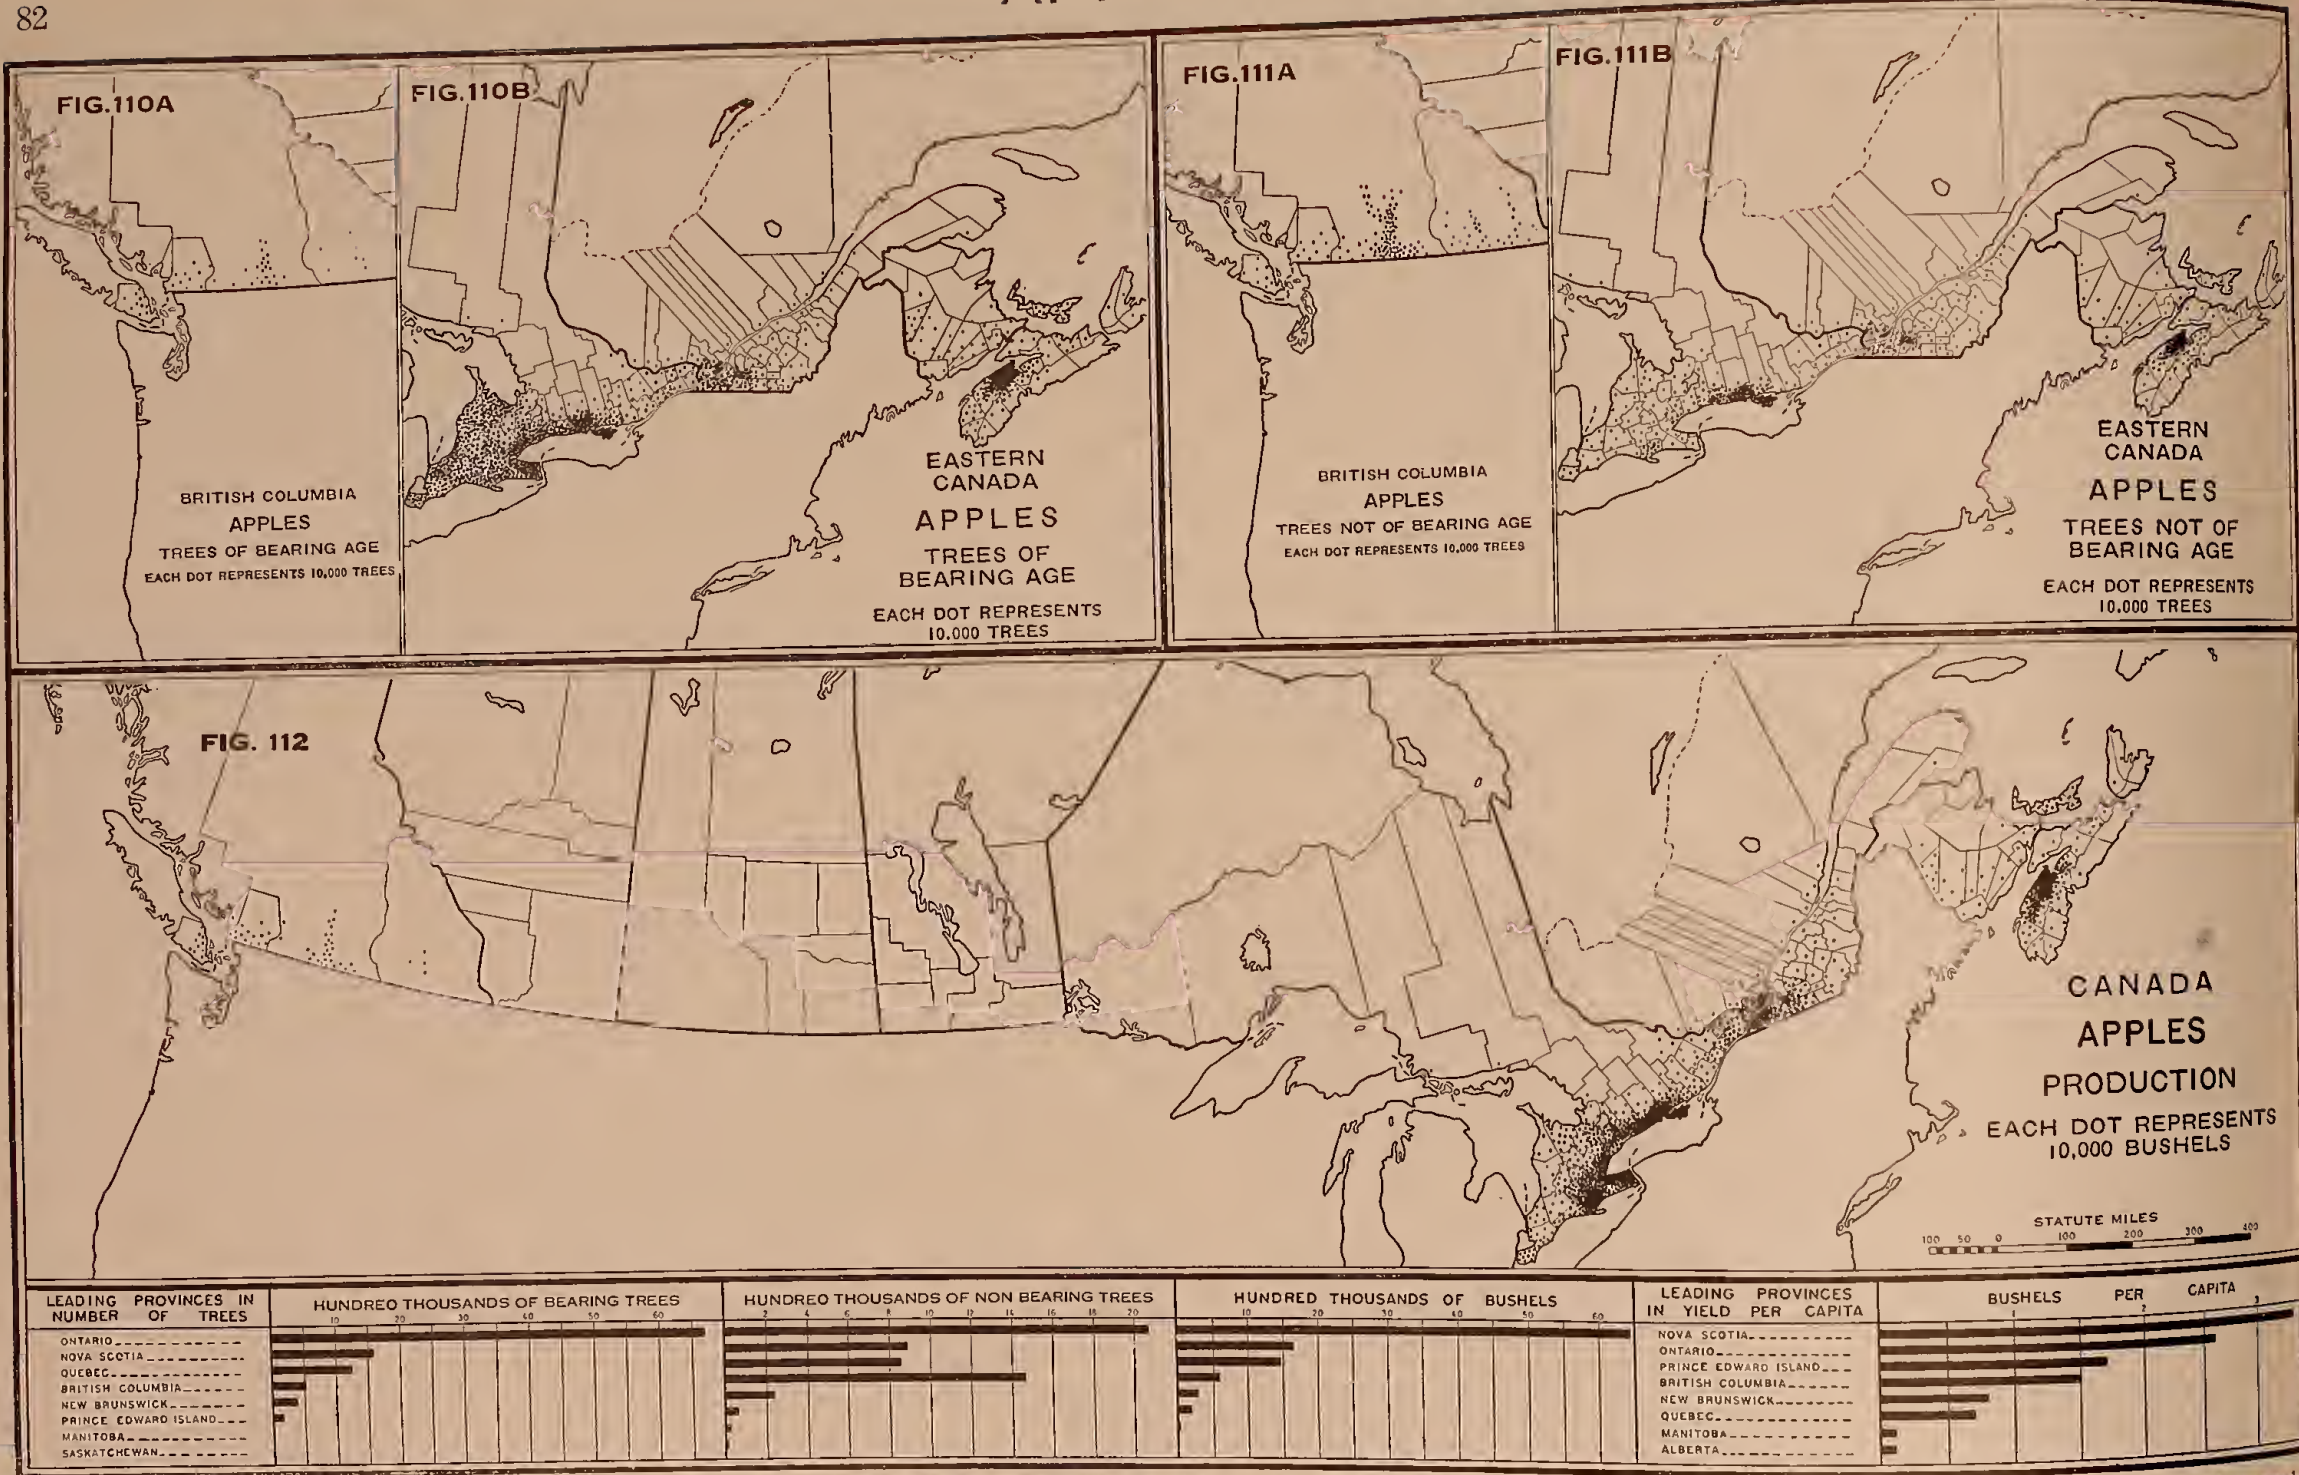 82
FIG.110A
BRITISH COLUMBIA
APPLES
TREES OF BEARING AGE
EACH DOT REPRESENTS 10,000 TREES
FIG.110B
EASTERN
CANADA
APPLES
TREES OF
BEARING AGE
EACH DOT REPRESENTS
10,000 TREES
FIG.111A
BRITISH COLUMBIA
APPLES
TREES NOT OF BEARING AGE
EACH DOT REPRESENTS 10,000 TREES
FIG.111B
EASTERN
CANADA
APPLES
TREES NOT OF
BEARING AGE
EACH DOT REPRESENTS
10,000 TREES
FIG. 112
CANADA
APPLES
PRODUCTION
EACH DOT REPRESENTS
10,000 BUSHELS
STATUTE MILES
100 50 0 100 200 300 400
LEADING PROVINCES IN
NUMBER OF TREES
ONTARIO
NOVA SCOTIA
QUEBEC
BRITISH COLUMBIA
NEW BRUNSWICK
PRINCE EDWARD ISLAND
MANITOBA
SASKATCHEWAN
HUNDRED THOUSANDS OF BEARING TREES
10 20 30 40 50 60
HUNDRED THOUSANDS OF NON BEARING TREES
2 4 6 8 10 12 14 16 18 20
HUNDRED THOUSANDS OF BUSHELS
10 20 30 40 50 60
LEADING PROVINCES
IN YIELD PER CAPITA
NOVA SCOTIA
ONTARIO
PRINCE EDWARD ISLAND
BRITISH COLUMBIA
NEW BRUNSWICK
QUEBEC
MANITOBA
ALBERTA
BUSHELS PER CAPITA
1 2 3